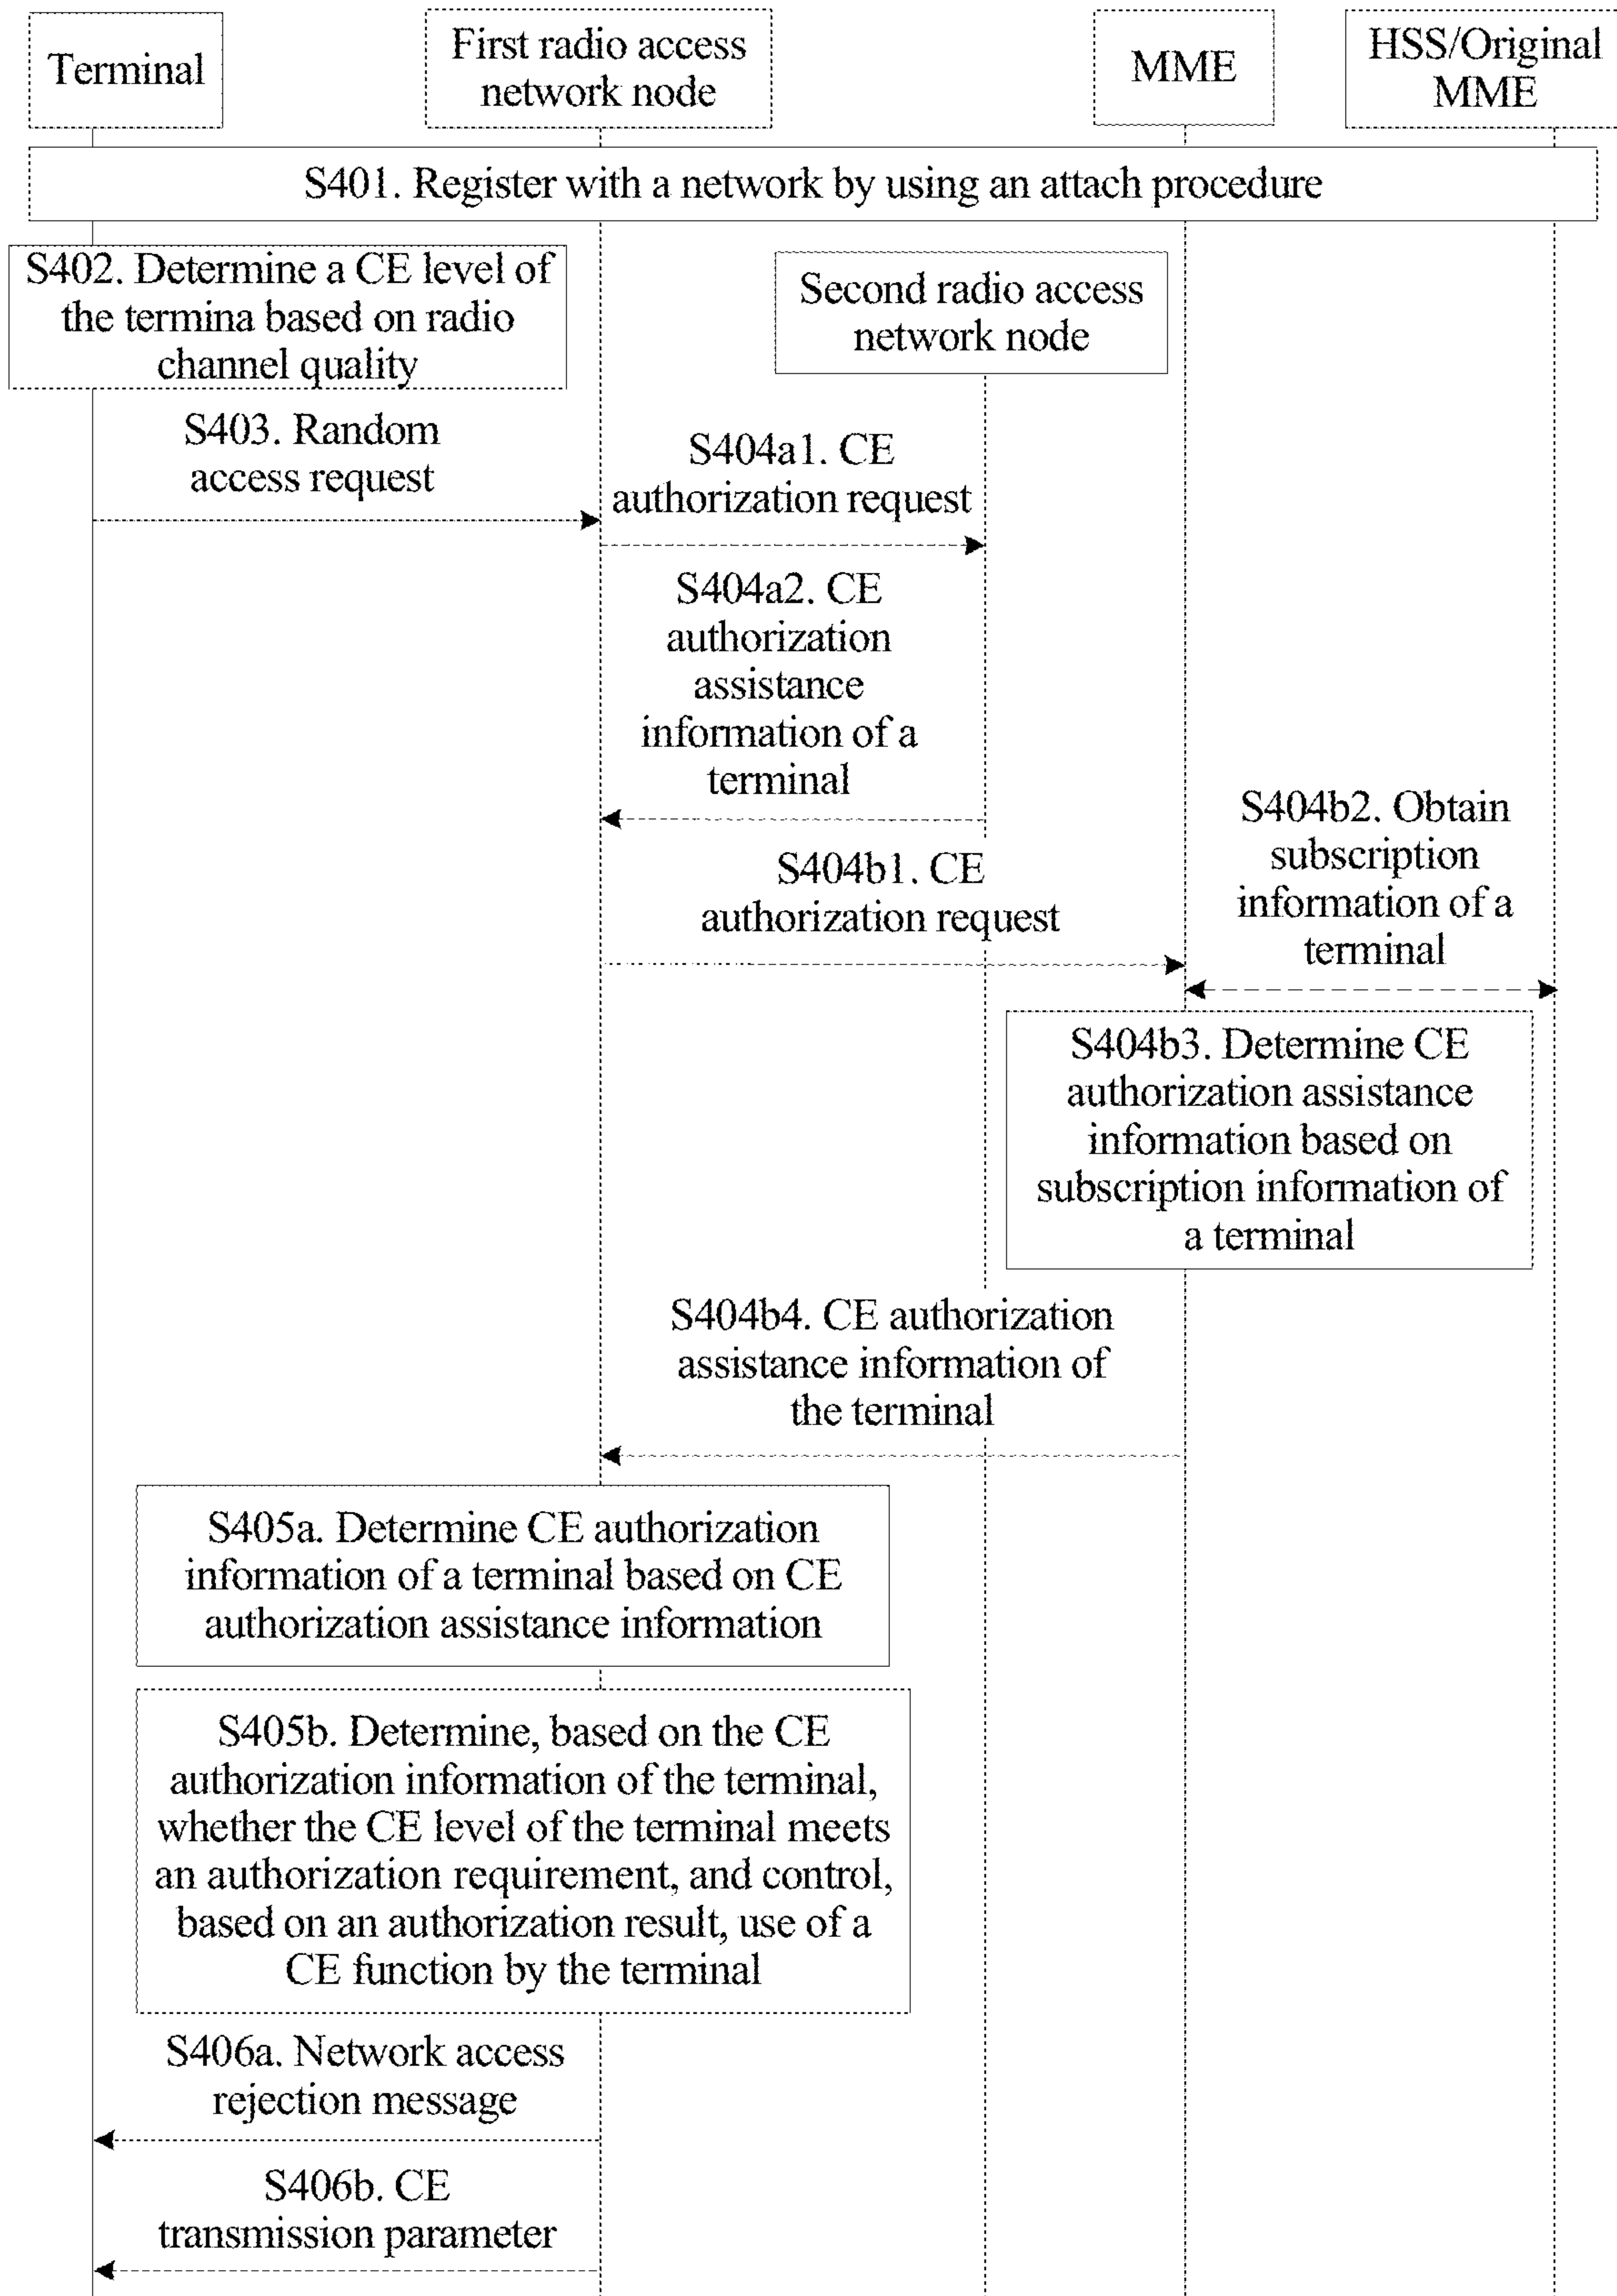 Terminal
First radio access
network node
MME
HSS/Original
MME
S401. Register with a network by using an attach procedure
S402. Determine a CE level of
the termina based on radio
channel quality
Second radio access
network node
S403. Random
access request
S404a1. CE
authorization request
S404a2. CE
authorization
assistance
information of a
terminal
S404b1. CE
authorization request
S404b2. Obtain
subscription
information of a
terminal
S404b3. Determine CE
authorization assistance
information based on
subscription information of
a terminal
S404b4. CE authorization
assistance information of
the terminal
S405a. Determine CE authorization
information of a terminal based on CE
authorization assistance information
S405b. Determine, based on the CE
authorization information of the terminal,
whether the CE level of the terminal meets
an authorization requirement, and control,
based on an authorization result, use of a
CE function by the terminal
S406a. Network access
rejection message
S406b. CE
transmission parameter